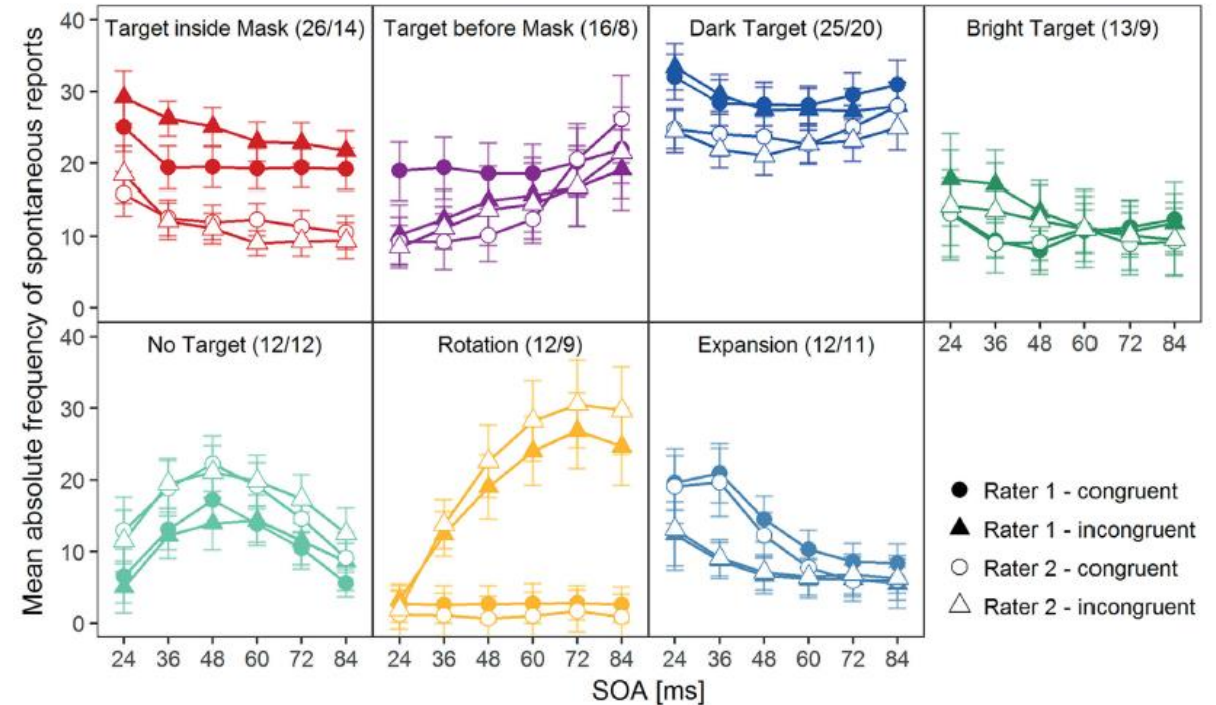 Mean absolute frequency of spontaneous reports
Target inside Mask (26/14)
Target before Mask (16/8)
Dark Target (25/20)
Bright Target (13/9)
40
30
20
10
0
24 36 48 60 72 84
No Target (12/12)
Rotation (12/9)
Expansion (12/11)
40
30
20
10
0
24 36 48 60 72 84
24 36 48 60 72 84
24 36 48 60 72 84
SOA [ms]
Rater 1 - congruent
Rater 1 - incongruent
Rater 2 - congruent
Rater 2 - incongruent